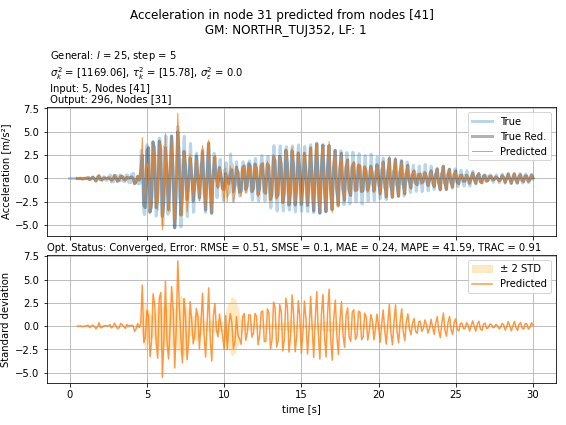 Acceleration in node 31 predicted from nodes [41]
GM: NORTHR_TUJ352, LF: 1
General: l = 25, step = 5
σ²ₖ = [1169.06], τ²ₖ = [15.78], σ²ε = 0.0
Input: 5, Nodes [41]
Output: 296, Nodes [31]
Acceleration [m/s²]
7.5
5.0
2.5
0.0
−2.5
−5.0
True
True Red.
Predicted
Opt. Status: Converged, Error: RMSE = 0.51, SMSE = 0.1, MAE = 0.24, MAPE = 41.59, TRAC = 0.91
Standard deviation
7.5
5.0
2.5
0.0
−2.5
−5.0
± 2 STD
Predicted
0 5 10 15 20 25 30
time [s]